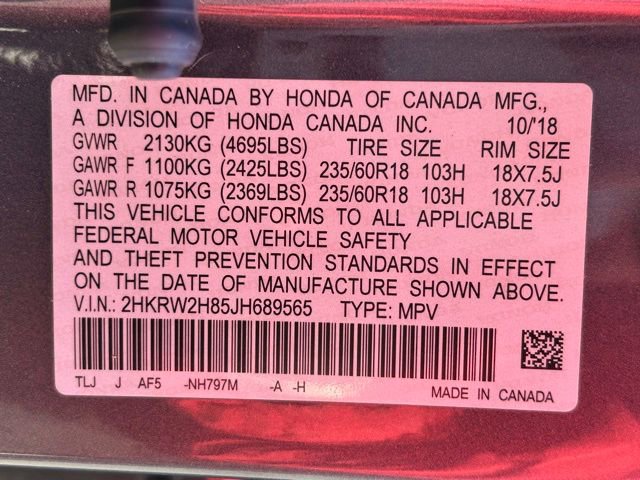 MFD. IN CANADA BY HONDA OF CANADA MFG.,
A DIVISION OF HONDA CANADA INC. 10/'18
GVWR 2130KG (4695LBS) TIRE SIZE RIM SIZE
GAWR F 1100KG (2425LBS) 235/60R18 103H 18X7.5J
GAWR R 1075KG (2369LBS) 235/60R18 103H 18X7.5J
THIS VEHICLE CONFORMS TO ALL APPLICABLE
FEDERAL MOTOR VEHICLE SAFETY
AND THEFT PREVENTION STANDARDS IN EFFECT
ON THE DATE OF MANUFACTURE SHOWN ABOVE.
V.I.N.: 2HKRW2H85JH689565 TYPE: MPV
TLJ J AF5 -NH797M -A -H MADE IN CANADA